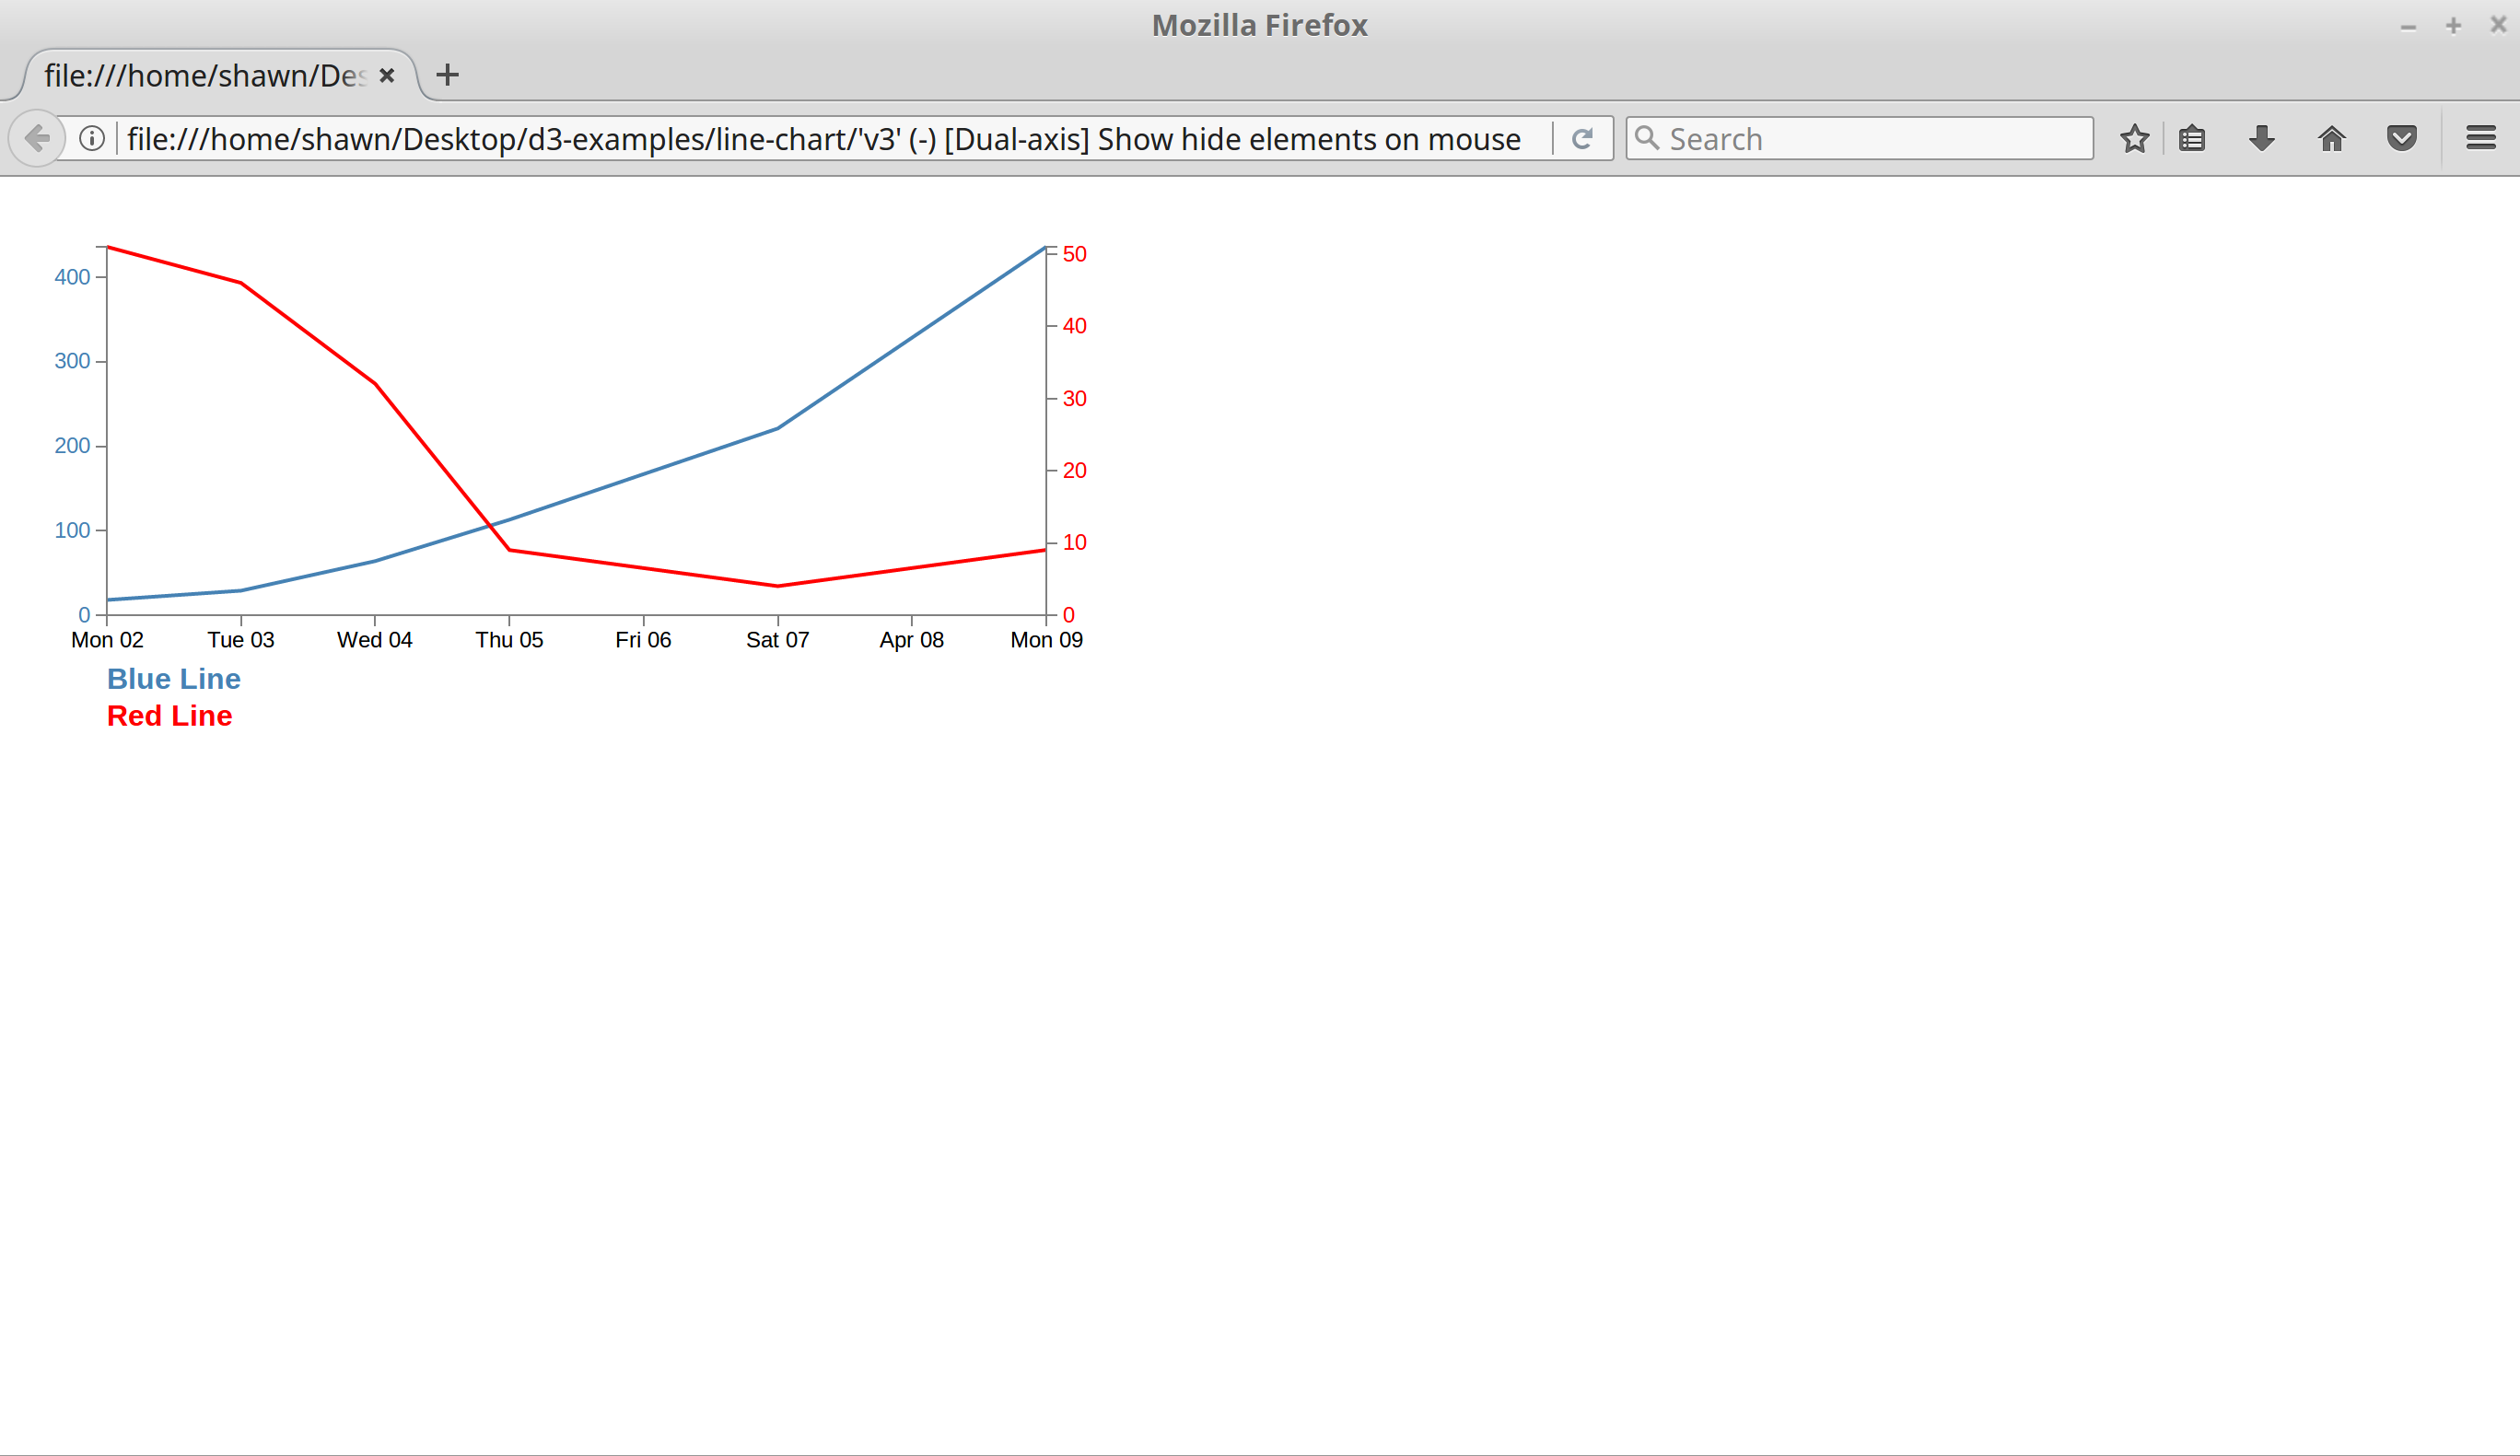 Mozilla Firefox
file:///home/shawn/Des
file:///home/shawn/Desktop/d3-examples/line-chart/'v3' (-) [Dual-axis] Show hide elements on mouse
Search
400
300
200
100
0
50
40
30
20
10
0
Mon 02 Tue 03 Wed 04 Thu 05 Fri 06 Sat 07 Apr 08 Mon 09
Blue Line
Red Line